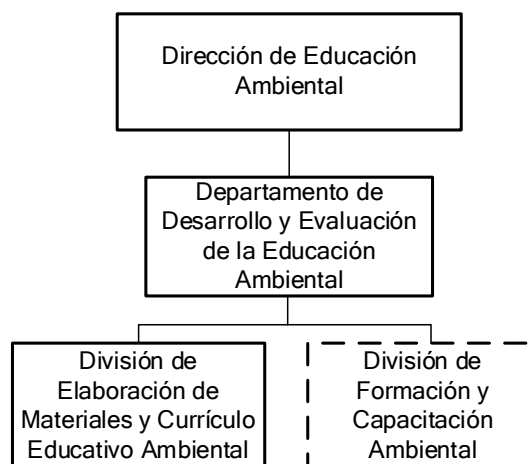 Dirección de Educación
Ambiental
Departamento de
Desarrollo y Evaluación
de la Educación
Ambiental
División de
Elaboración de
Materiales y Currículo
Educativo Ambiental
División de
Formación y
Capacitación
Ambiental